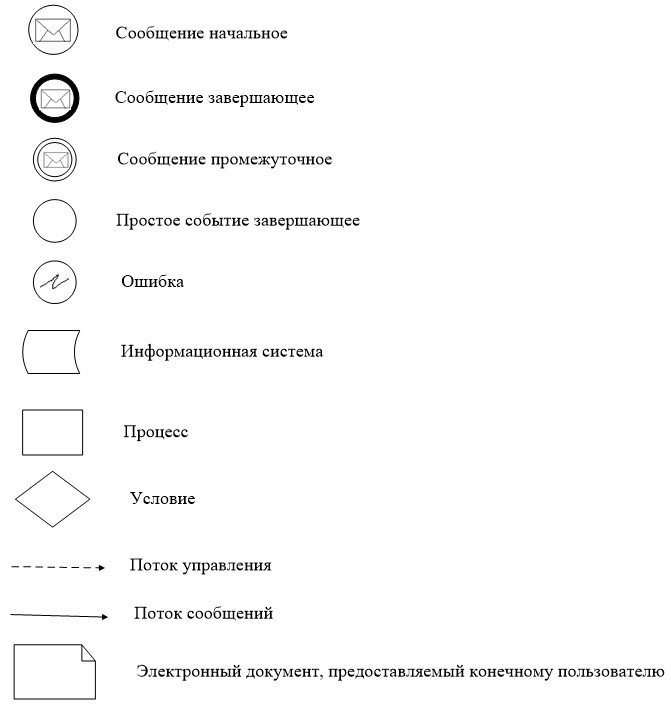 Сообщение начальное
Сообщение завершающее
Сообщение промежуточное
Простое событие завершающее
Ошибка
Информационная система
Процесс
Условие
Поток управления
Поток сообщений
Электронный документ, предоставляемый конечному пользователю